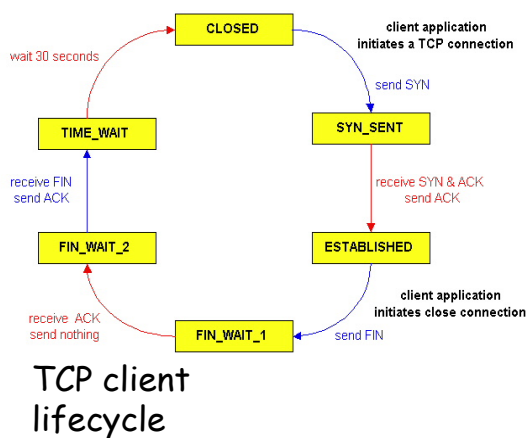 CLOSED
client application
initiates a TCP connection
wait 30 seconds
send SYN
TIME_WAIT
SYN_SENT
receive FIN
send ACK
receive SYN & ACK
send ACK
FIN_WAIT_2
ESTABLISHED
client application
initiates close connection
receive ACK
send nothing
FIN_WAIT_1
send FIN
TCP client
lifecycle